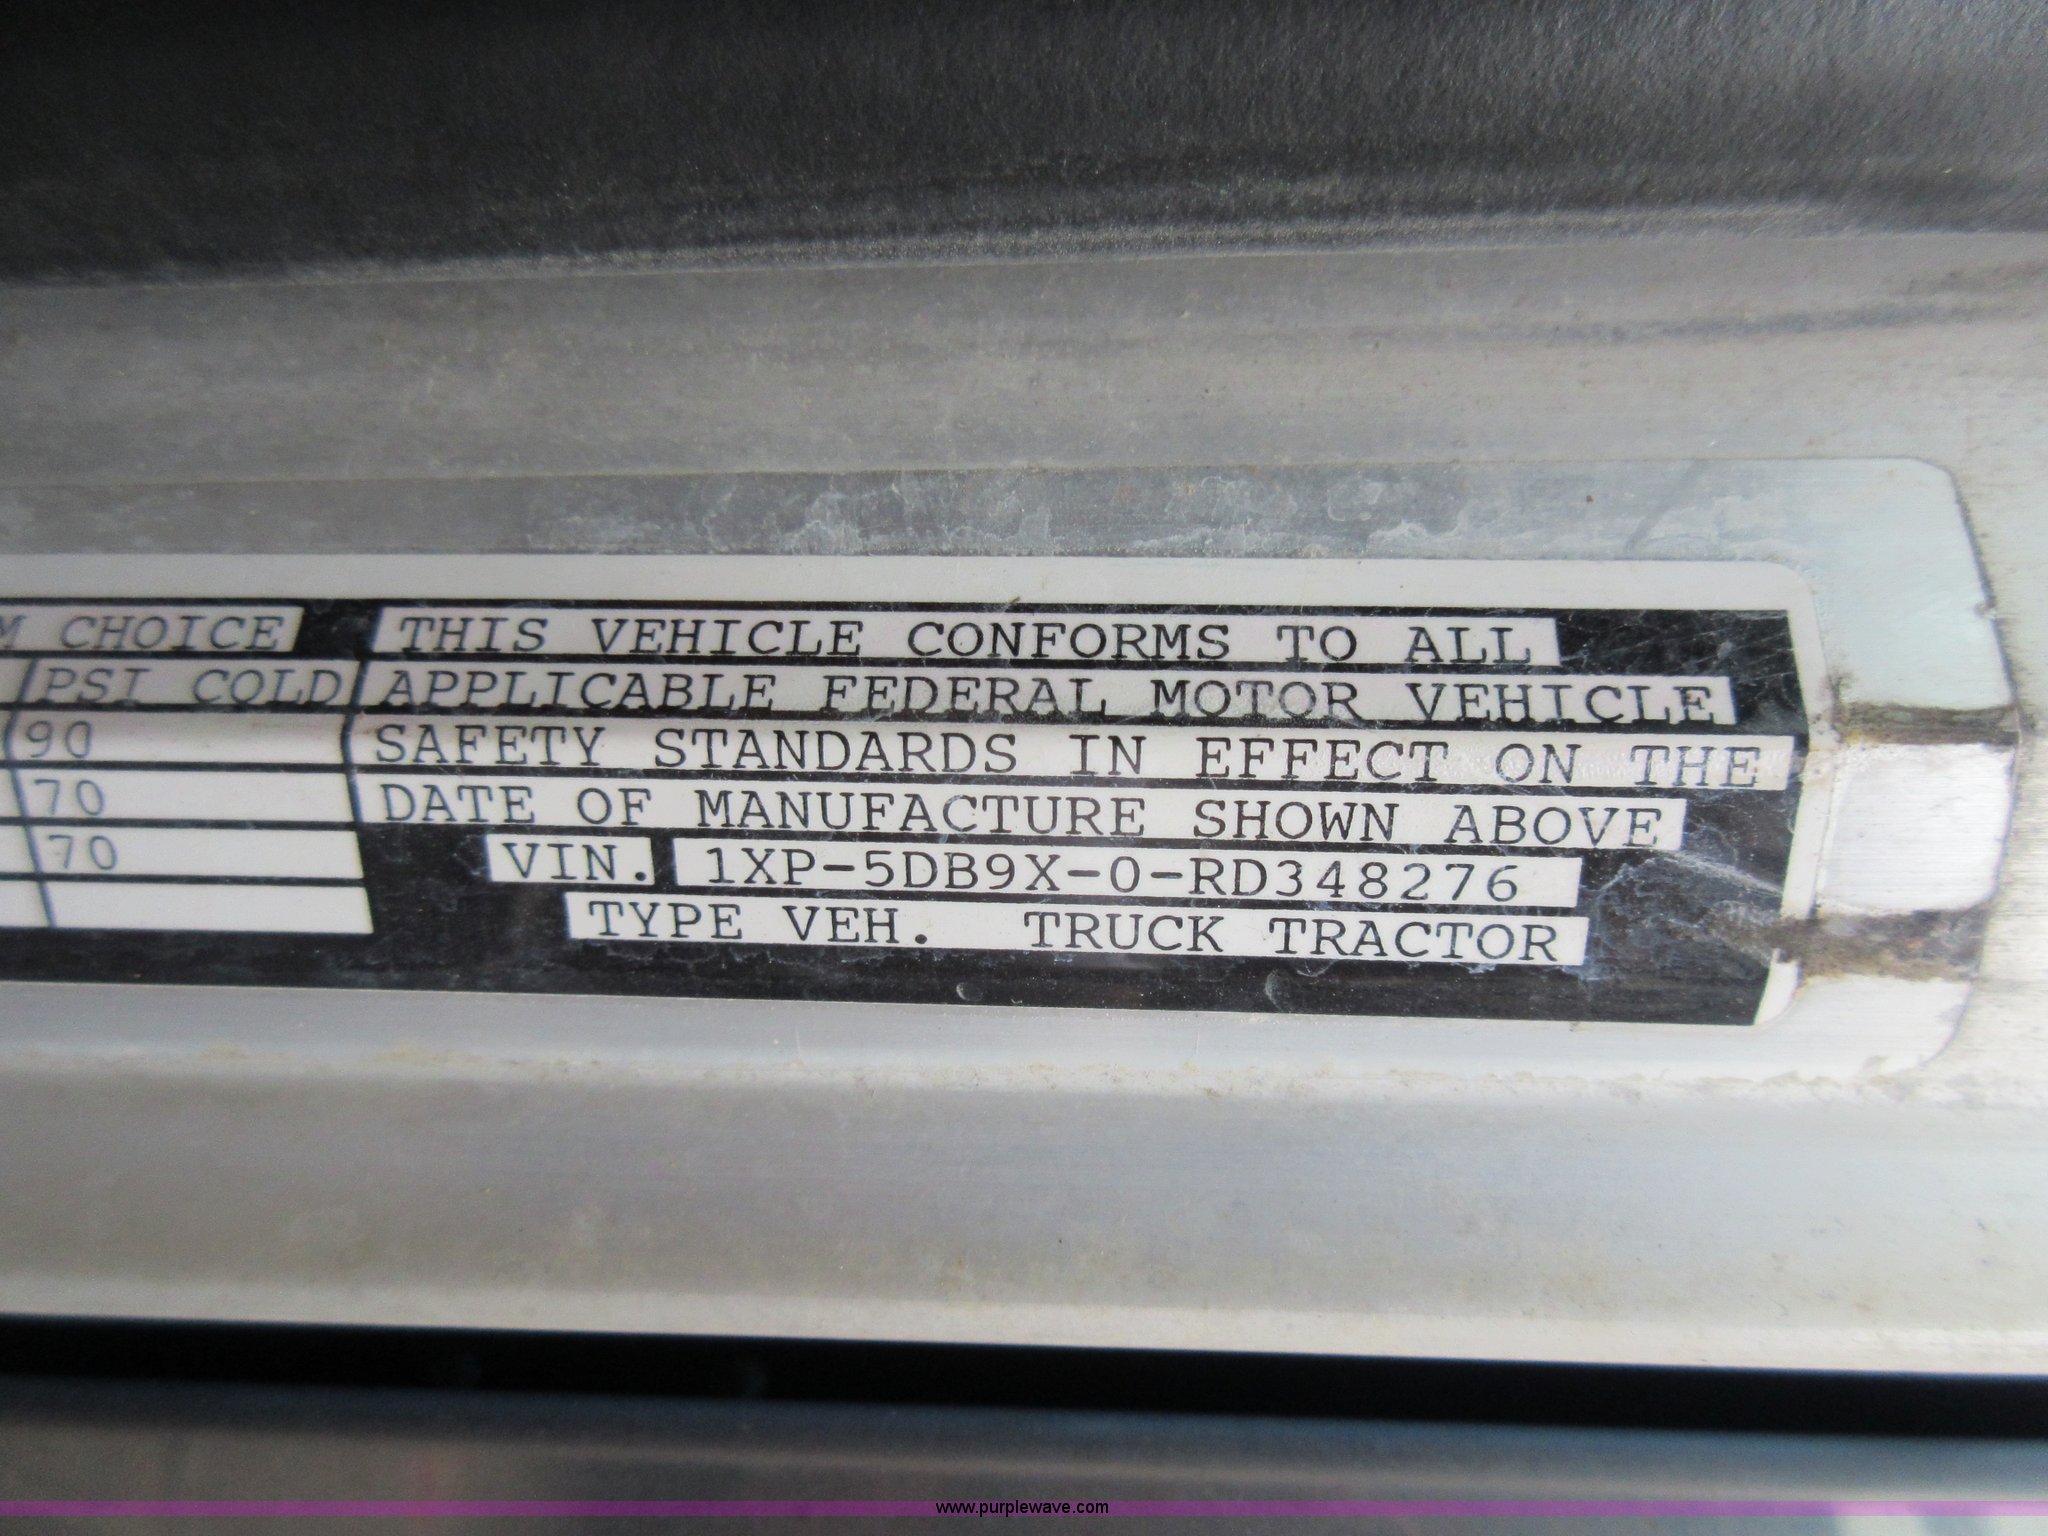 M CHOICE
PSI COLD
90
70
70
THIS VEHICLE CONFORMS TO ALL
APPLICABLE FEDERAL MOTOR VEHICLE
SAFETY STANDARDS IN EFFECT ON THE
DATE OF MANUFACTURE SHOWN ABOVE
VIN. 1XP-5DB9X-0-RD348276
TYPE VEH. TRUCK TRACTOR
www.purplewave.com